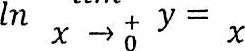 ln x → 0⁺ y = x